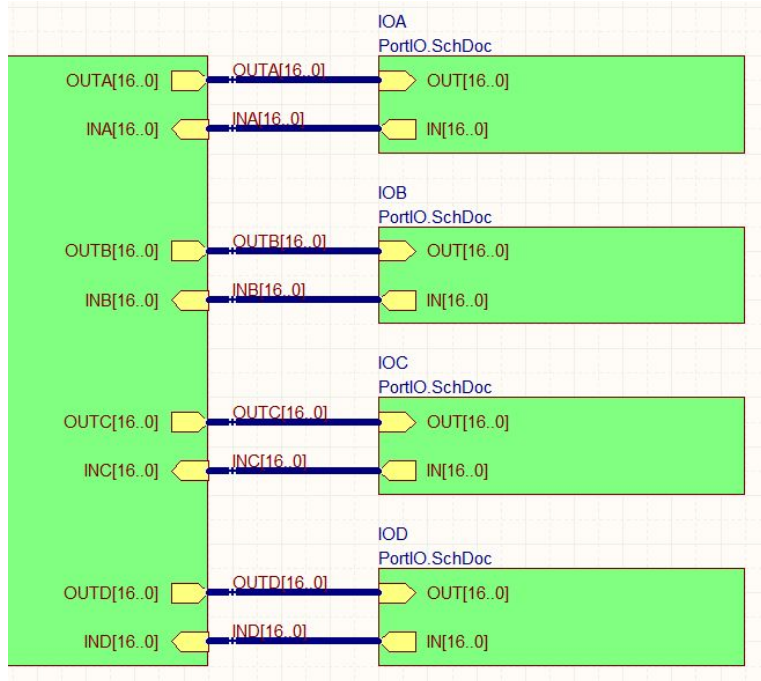 IOA
PortIO.SchDoc
OUTA[16..0] OUTA[16..0] OUT[16..0]
INA[16..0] INA[16..0] IN[16..0]
IOB
PortIO.SchDoc
OUTB[16..0] OUTB[16..0] OUT[16..0]
INB[16..0] INB[16..0] IN[16..0]
IOC
PortIO.SchDoc
OUTC[16..0] OUTC[16..0] OUT[16..0]
INC[16..0] INC[16..0] IN[16..0]
IOD
PortIO.SchDoc
OUTD[16..0] OUTD[16..0] OUT[16..0]
IND[16..0] IND[16..0] IN[16..0]